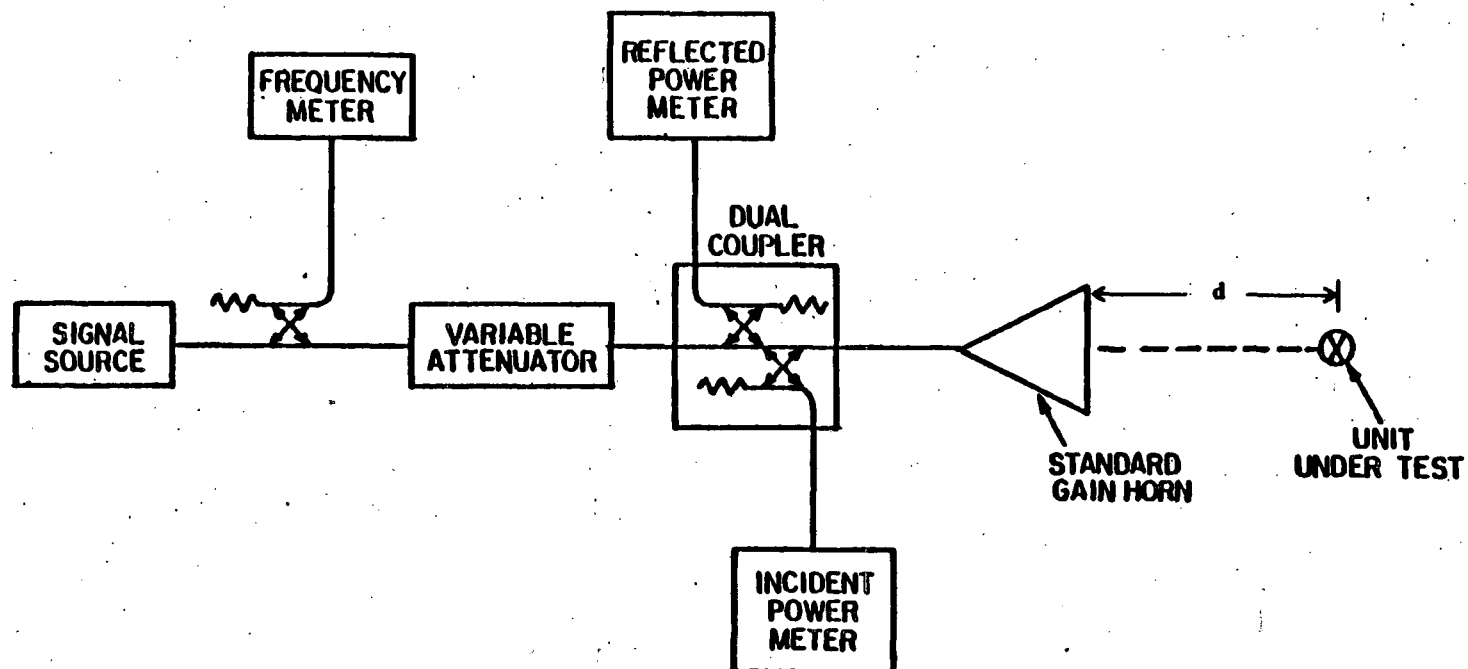 FREQUENCY
METER
REFLECTED
POWER
METER
DUAL
COUPLER
SIGNAL
SOURCE
VARIABLE
ATTENUATOR
d
STANDARD
GAIN HORN
UNIT
UNDER TEST
INCIDENT
POWER
METER